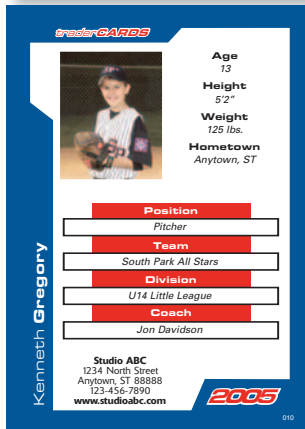 traderCARDS
Age
13
Height
5'2"
Weight
125 lbs.
Hometown
Anytown, ST
Position
Pitcher
Team
South Park All Stars
Division
U14 Little League
Coach
Jon Davidson
Kenneth Gregory
Studio ABC
1234 North Street
Anytown, ST 88888
123-456-7890
www.studioabc.com
2005
010